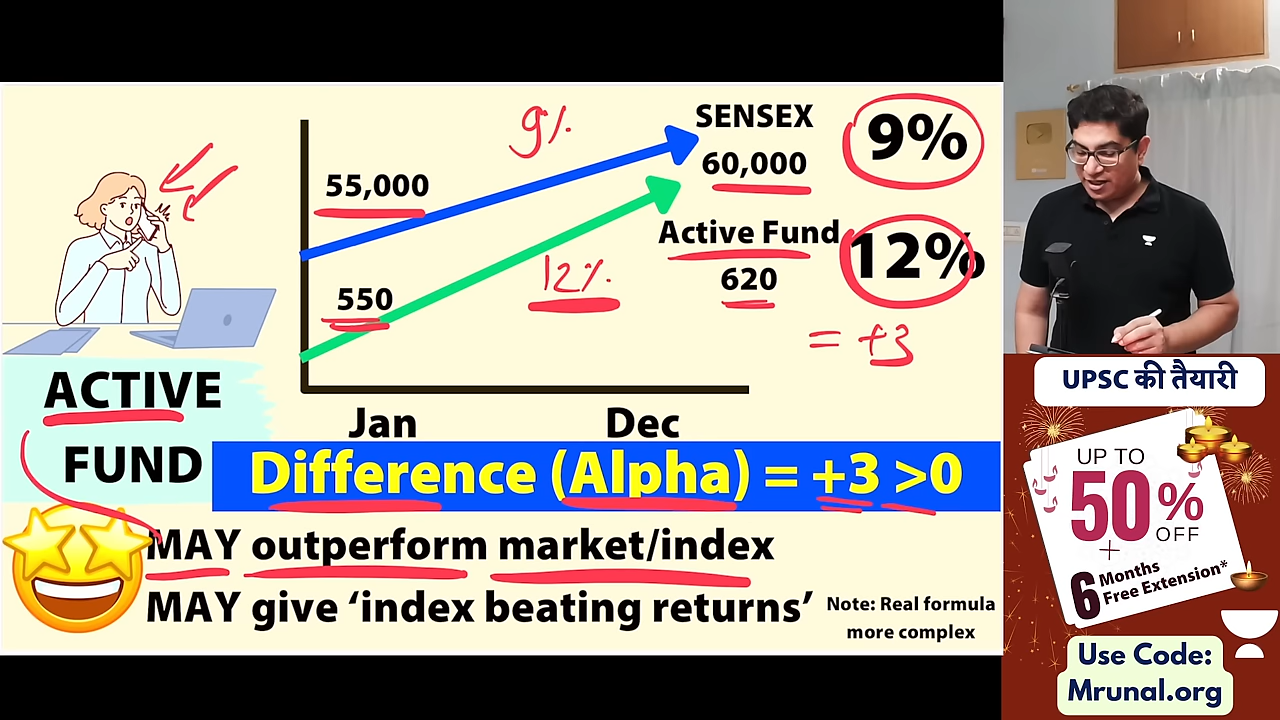 9%
SENSEX
9%
55,000
60,000
Active Fund
12%
12%
550
620
= +3
Jan
Dec
ACTIVE
FUND
Difference (Alpha) = +3 >0
MAY outperform market/index
MAY give ‘index beating returns’
Note: Real formula
more complex
UPSC की तैयारी
UP TO
50%
OFF
+
6 Months
Free Extension*
Use Code:
Mrunal.org